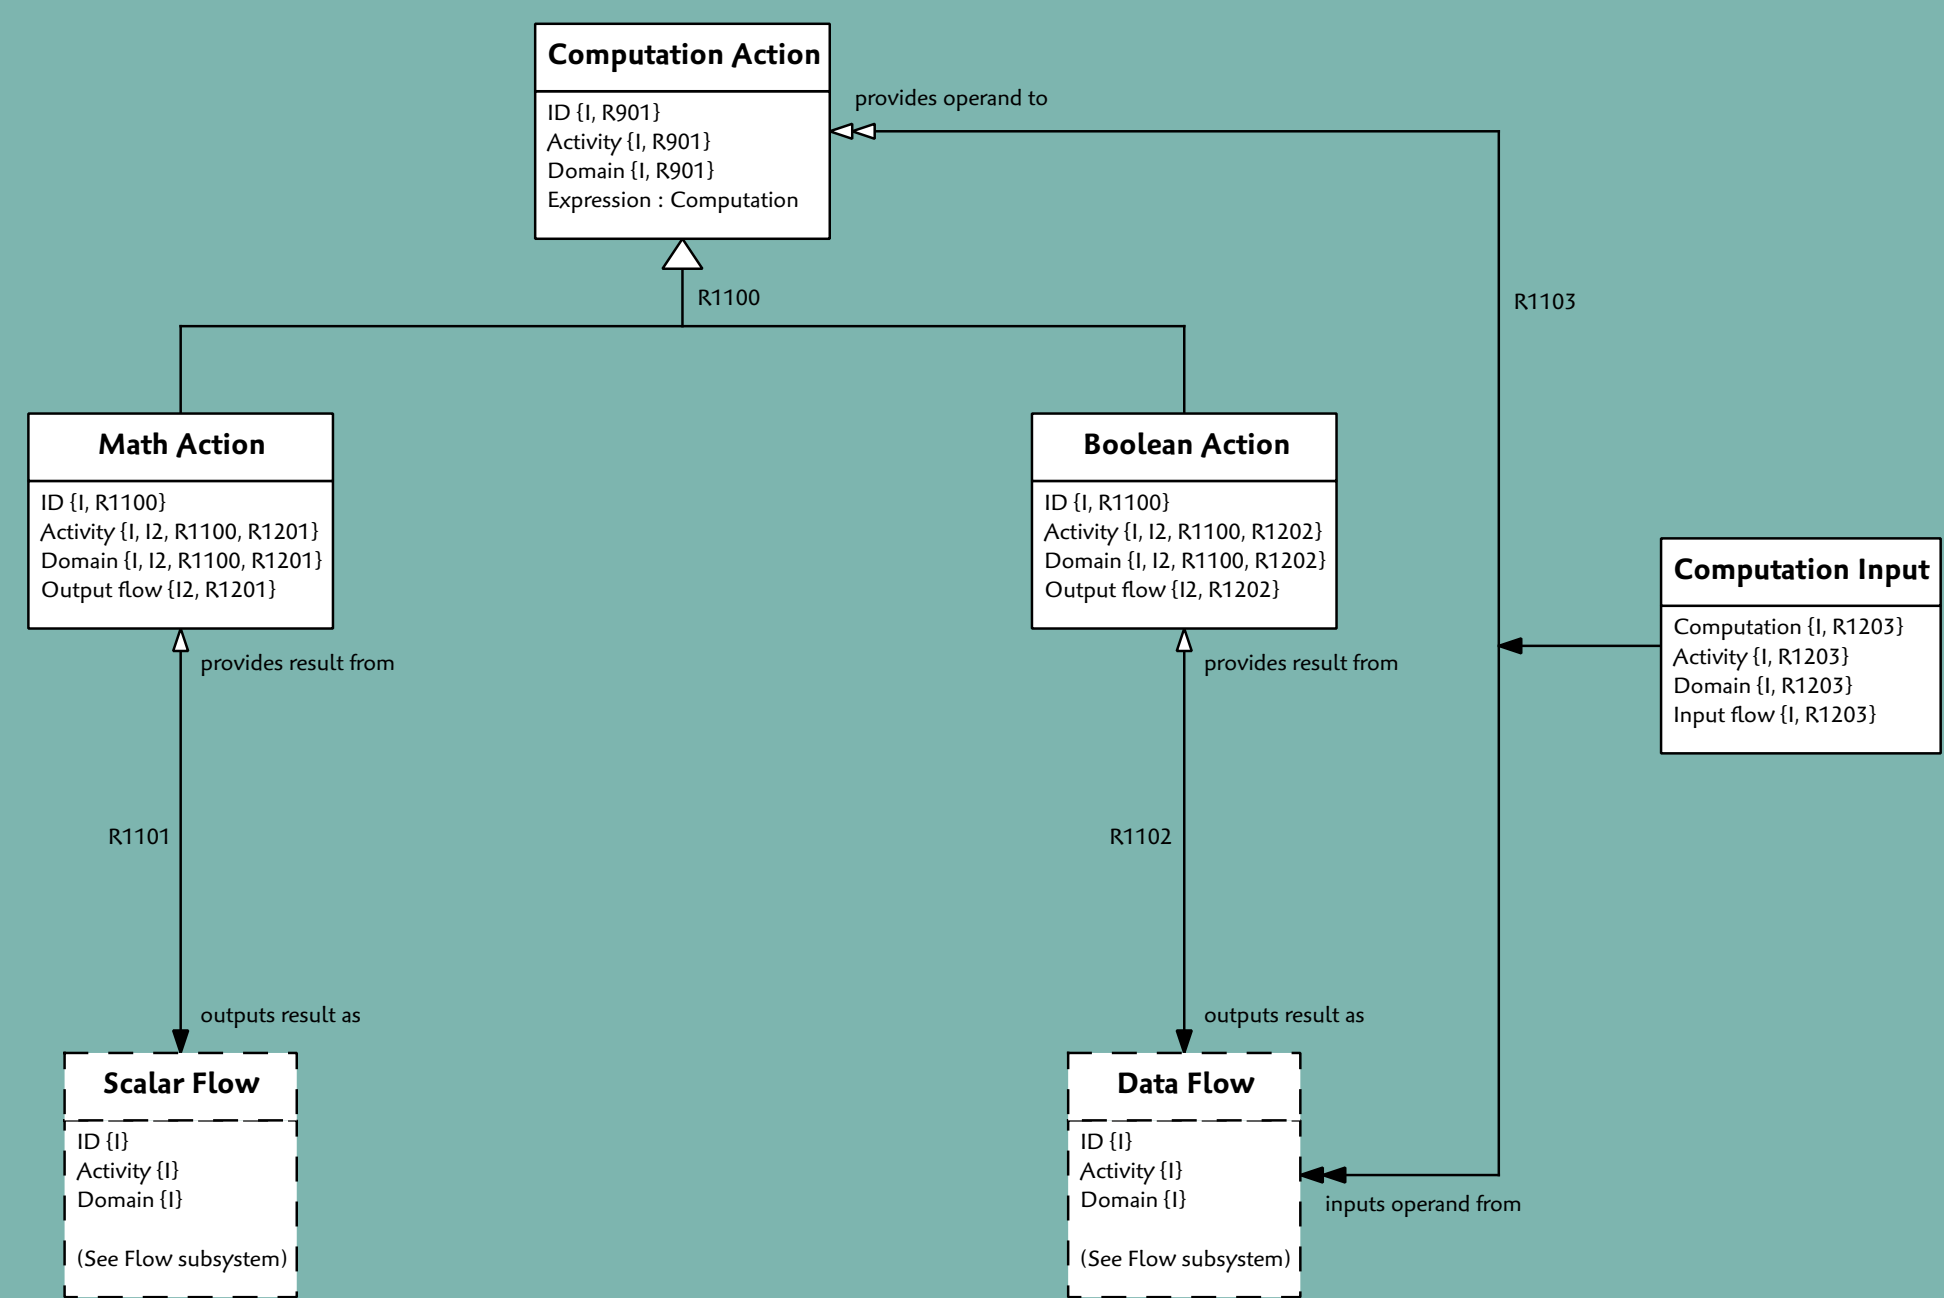 Computation Action
ID {I, R901}
Activity {I, R901}
Domain {I, R901}
Expression : Computation
provides operand to
R1100
R1103
Math Action
ID {I, R1100}
Activity {I, I2, R1100, R1201}
Domain {I, I2, R1100, R1201}
Output flow {I2, R1201}
Boolean Action
ID {I, R1100}
Activity {I, I2, R1100, R1202}
Domain {I, I2, R1100, R1202}
Output flow {I2, R1202}
Computation Input
Computation {I, R1203}
Activity {I, R1203}
Domain {I, R1203}
Input flow {I, R1203}
provides result from
provides result from
R1101
R1102
outputs result as
outputs result as
Scalar Flow
ID {I}
Activity {I}
Domain {I}
(See Flow subsystem)
Data Flow
ID {I}
Activity {I}
Domain {I}
(See Flow subsystem)
inputs operand from